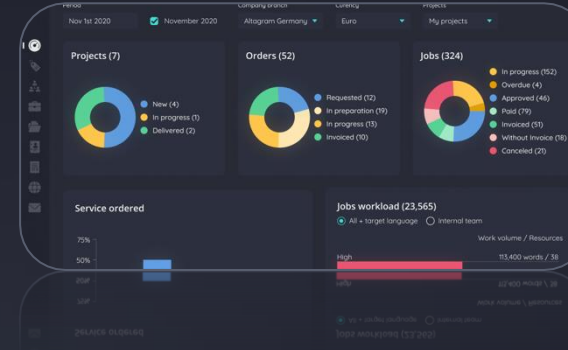 Period
Company branch
Currency
Projects
Nov 1st 2020
November 2020
Altagram Germany
Euro
My projects
Projects (7)
New (4)
In progress (1)
Delivered (2)
Orders (52)
Requested (12)
In preparation (19)
In progress (13)
Invoiced (10)
Jobs (324)
In progress (152)
Overdue (4)
Approved (46)
Paid (79)
Invoiced (51)
Without Invoice (18)
Canceled (21)
Service ordered
75%
50%
Jobs workload (23,565)
All + target language
Internal team
Work volume / Resources
High
113,400 words / 38